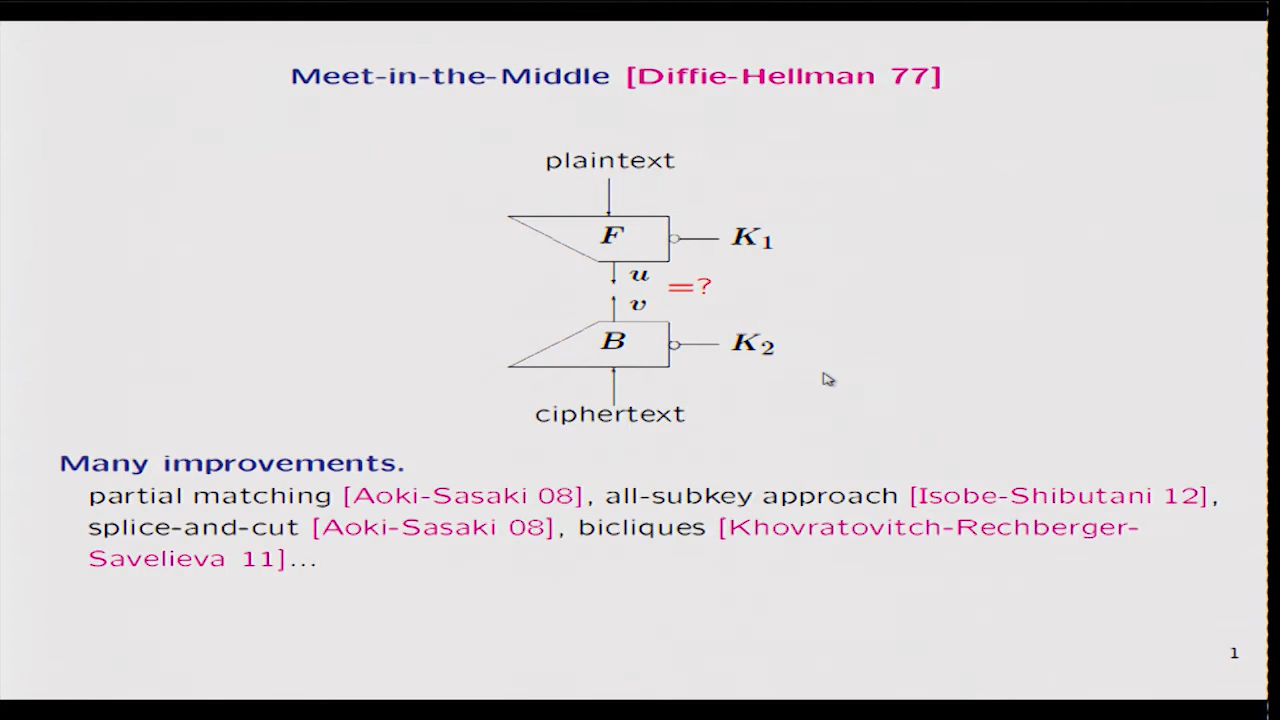 Meet-in-the-Middle [Diffie-Hellman 77]
plaintext
F
K1
u
=?
v
B
K2
ciphertext
Many improvements.
partial matching [Aoki-Sasaki 08], all-subkey approach [Isobe-Shibutani 12],
splice-and-cut [Aoki-Sasaki 08], bicliques [Khovratovitch-Rechberger-
Savelieva 11]...
1